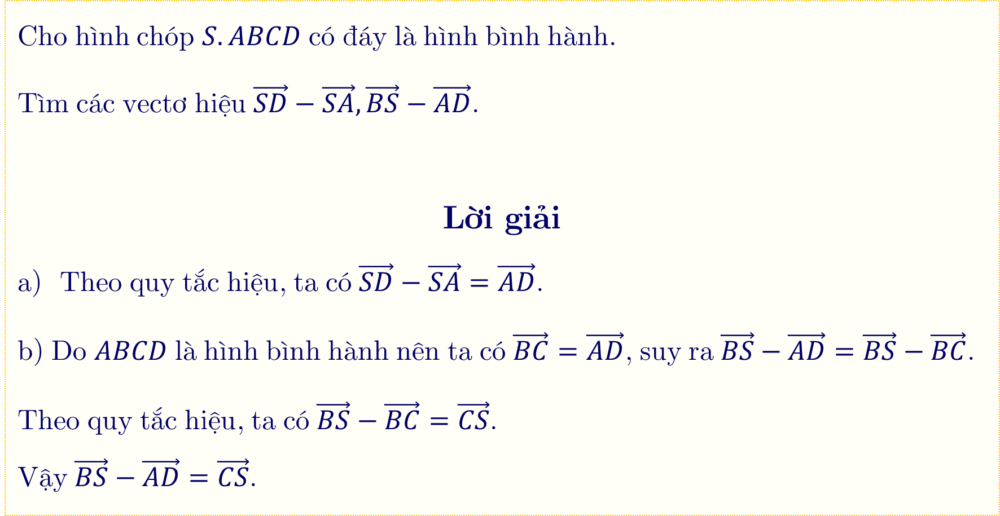 Cho hình chóp $S.ABCD$ có đáy là hình bình hành.
Tìm các vectơ hiệu $\overrightarrow{SD} - \overrightarrow{SA}, \overrightarrow{BS} - \overrightarrow{AD}$.
Lời giải
a) Theo quy tắc hiệu, ta có $\overrightarrow{SD} - \overrightarrow{SA} = \overrightarrow{AD}$.
b) Do $ABCD$ là hình bình hành nên ta có $\overrightarrow{BC} = \overrightarrow{AD}$, suy ra $\overrightarrow{BS} - \overrightarrow{AD} = \overrightarrow{BS} - \overrightarrow{BC}$.
Theo quy tắc hiệu, ta có $\overrightarrow{BS} - \overrightarrow{BC} = \overrightarrow{CS}$.
Vậy $\overrightarrow{BS} - \overrightarrow{AD} = \overrightarrow{CS}$.